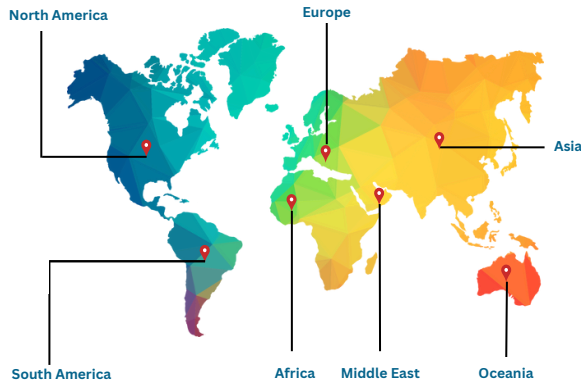 North America
Europe
Asia
South America
Africa
Middle East
Oceania